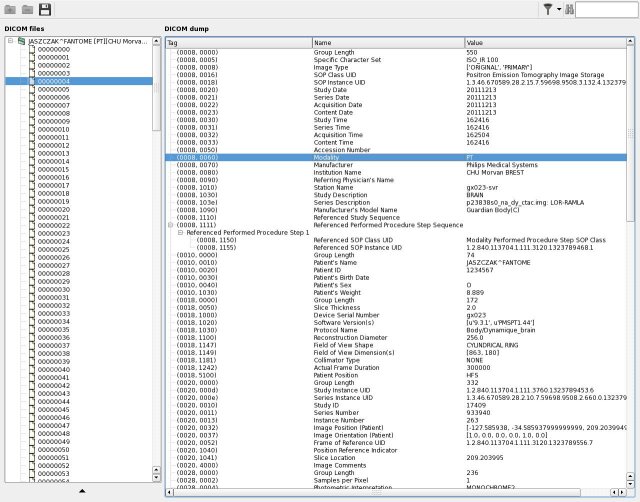 DICOM files
JASZCZAK^FANTOME [PT][CHU Morva...
00000000
00000001
00000002
00000003
00000004
00000005
00000006
00000007
00000008
00000009
00000010
00000011
00000012
00000013
00000014
00000015
00000016
00000017
00000018
00000019
00000020
00000021
00000022
00000023
00000024
00000025
00000026
00000027
00000028
00000029
00000030
00000031
00000032
00000033
00000034
00000035
00000036
00000037
00000038
00000039
00000040
00000041
00000042
00000043
00000044
00000045
00000046
00000047
00000048
00000049
00000050
00000051
00000052
00000053
DICOM dump
Tag Name Value
(0008, 0000) Group Length 550
(0008, 0005) Specific Character Set ISO_IR 100
(0008, 0008) Image Type ['ORIGINAL', 'PRIMARY']
(0008, 0016) SOP Class UID Positron Emission Tomography Image Storage
(0008, 0018) SOP Instance UID 1.3.46.670589.28.2.15.7.59698.9508.3.132.4.132379
(0008, 0020) Study Date 20111213
(0008, 0021) Series Date 20111213
(0008, 0022) Acquisition Date 20111213
(0008, 0023) Content Date 20111213
(0008, 0030) Study Time 162416
(0008, 0031) Series Time 162416
(0008, 0032) Acquisition Time 162504
(0008, 0033) Content Time 162416
(0008, 0050) Accession Number
(0008, 0060) Modality PT
(0008, 0070) Manufacturer Philips Medical Systems
(0008, 0080) Institution Name CHU Morvan BREST
(0008, 0090) Referring Physician's Name
(0008, 1010) Station Name gx023-svr
(0008, 1030) Study Description BRAIN
(0008, 103e) Series Description p23838s0_na_dy_ctac.img: LOR-RAMLA
(0008, 1090) Manufacturer's Model Name Guardian Body(C)
(0008, 1110) Referenced Study Sequence
(0008, 1111) Referenced Performed Procedure Step Sequence
Referenced Performed Procedure Step 1
(0008, 1150) Referenced SOP Class UID Modality Performed Procedure Step SOP Class
(0008, 1155) Referenced SOP Instance UID 1.2.840.113704.1.111.3120.1323789468.1
(0010, 0000) Group Length 74
(0010, 0010) Patient's Name JASZCZAK^FANTOME
(0010, 0020) Patient ID 1234567
(0010, 0030) Patient's Birth Date
(0010, 0040) Patient's Sex O
(0010, 1030) Patient's Weight 8.889
(0018, 0000) Group Length 172
(0018, 0050) Slice Thickness 2.0
(0018, 1000) Device Serial Number gx023
(0018, 1020) Software Version(s) [u'9.3.1', u'PMSPT1.44']
(0018, 1030) Protocol Name Body/Dynamique_brain
(0018, 1100) Reconstruction Diameter 256.0
(0018, 1147) Field of View Shape CYLINDRICAL RING
(0018, 1149) Field of View Dimension(s) [863, 180]
(0018, 1181) Collimator Type NONE
(0018, 1242) Actual Frame Duration 300000
(0018, 5100) Patient Position HFS
(0020, 0000) Group Length 332
(0020, 000d) Study Instance UID 1.2.840.113704.1.111.3760.1323789453.6
(0020, 000e) Series Instance UID 1.3.46.670589.28.2.10.7.59698.9508.2.660.0.132379
(0020, 0010) Study ID 17409
(0020, 0011) Series Number 933940
(0020, 0013) Instance Number 263
(0020, 0032) Image Position (Patient) [-127.585938, -34.585937999999999, 209.2039949
(0020, 0037) Image Orientation (Patient) [1.0, 0.0, 0.0, 0.0, 1.0, 0.0]
(0020, 0052) Frame of Reference UID 1.2.840.113704.1.111.3120.1323789556.7
(0020, 1040) Position Reference Indicator
(0020, 1041) Slice Location 209.203995
(0020, 4000) Image Comments
(0028, 0000) Group Length 236
(0028, 0002) Samples per Pixel 1
(0028, 0004) Photometric Interpretation MONOCHROME2